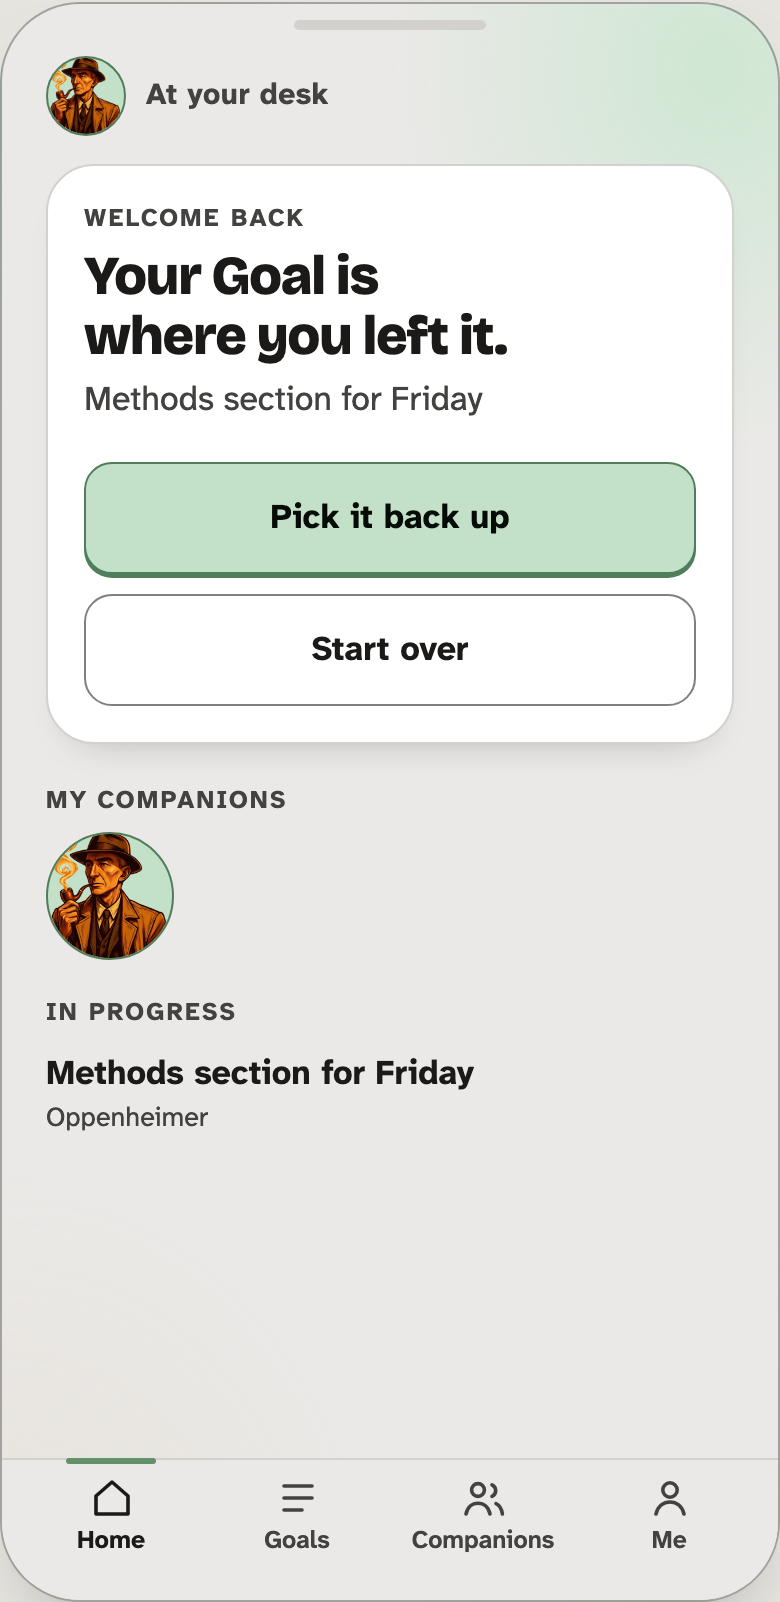 At your desk
WELCOME BACK
Your Goal is
where you left it.
Methods section for Friday
Pick it back up
Start over
MY COMPANIONS
IN PROGRESS
Methods section for Friday
Oppenheimer
Home
Goals
Companions
Me